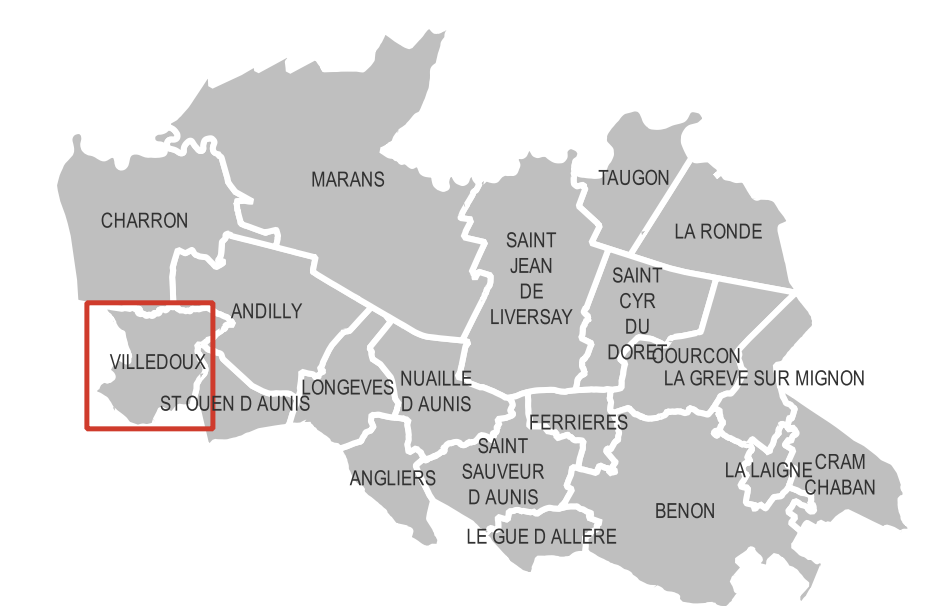 MARANS
TAUGON
CHARRON
LA RONDE
SAINT
JEAN
DE
LIVERSAY
SAINT
CYR
DU
DORET
ANDILLY
VILLEDOUX
COURCON
LA GREVE SUR MIGNON
LONGEVES
NUAILLE
D AUNIS
ST OUEN D AUNIS
FERRIERES
SAINT
SAUVEUR
D AUNIS
ANGLIERS
LA LAIGNE
CRAM
CHABAN
BENON
LE GUE D ALLERE